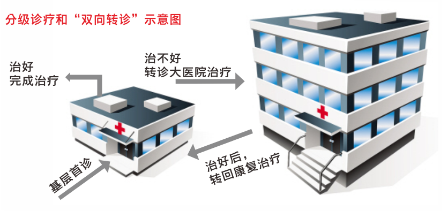 分级诊疗和“双向转诊”示意图
治好
完成治疗
治不好
转诊大医院治疗
基层首诊
治好后,
转回康复治疗